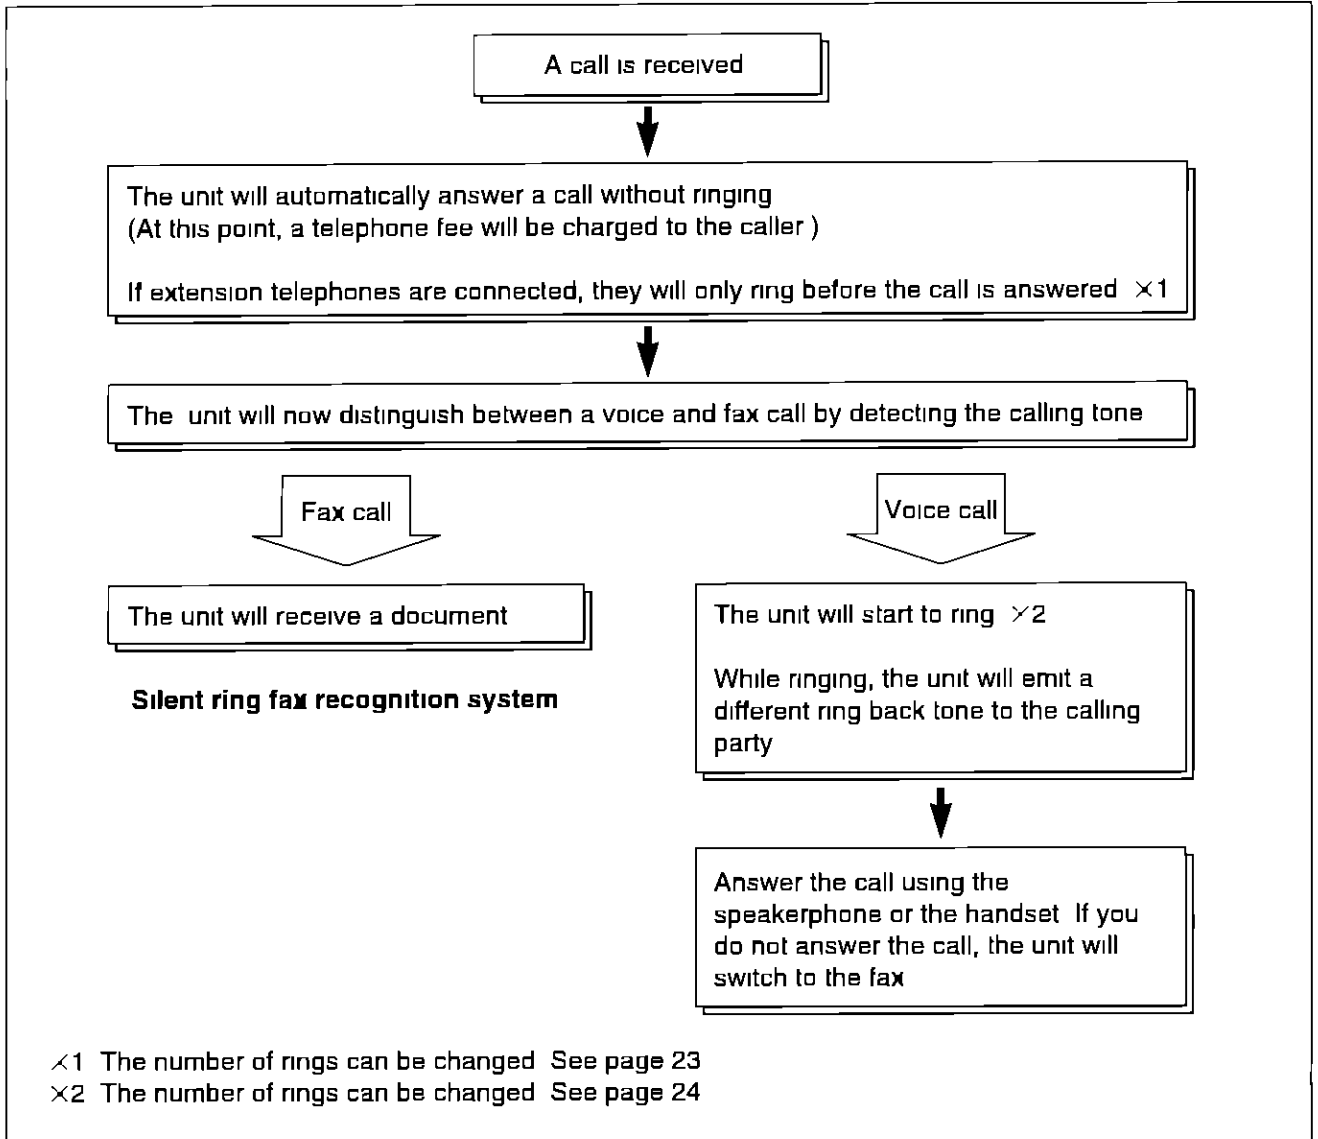 A call is received
The unit will automatically answer a call without ringing
(At this point, a telephone fee will be charged to the caller )
If extension telephones are connected, they will only ring before the call is answered ×1
The unit will now distinguish between a voice and fax call by detecting the calling tone
Fax call
Voice call
The unit will receive a document
Silent ring fax recognition system
The unit will start to ring ×2
While ringing, the unit will emit a
different ring back tone to the calling
party
Answer the call using the
speakerphone or the handset If you
do not answer the call, the unit will
switch to the fax
×1 The number of rings can be changed See page 23
×2 The number of rings can be changed See page 24